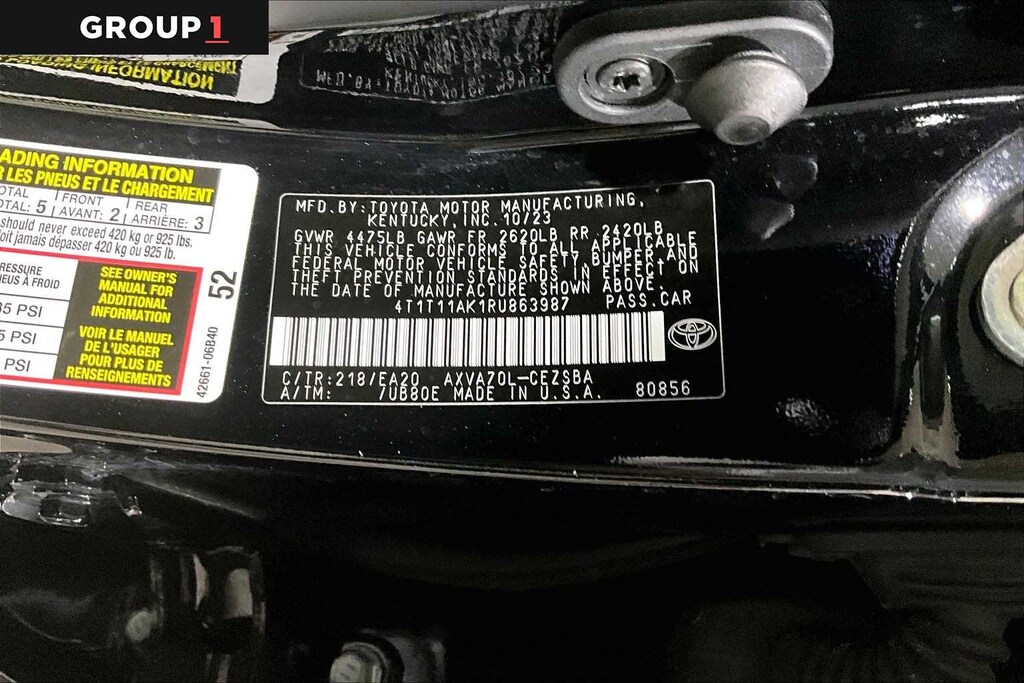 GROUP 1
INFORMATION
ADING INFORMATION
LES PNEUS ET LE CHARGEMENT
FRONT
TAL: 5 AVANT: 2 ARRIÈRE: 3
should never exceed 420 kg or 925 lbs.
jamais dépasser 420 kg ou 925 lb.
RESSURE
À FROID
35 PSI
5 PSI
PSI
SEE OWNER'S
MANUAL FOR
ADDITIONAL
INFORMATION
VOIR LE MANUEL
DE L'USAGER
POUR PLUS DE
RENSEIGNEMENTS
52
42661-06B40
MFD.BY:TOYOTA MOTOR MANUFACTURING,
KENTUCKY, INC. 10/23
GVWR 4475LB GAWR FR 2620LB RR 2420LB
THIS VEHICLE CONFORMS TO ALL APPLICABLE
FEDERAL MOTOR VEHICLE SAFETY, BUMPER, AND
THEFT PREVENTION STANDARDS IN EFFECT ON
THE DATE OF MANUFACTURE SHOWN ABOVE.
4T1T11AK1RU863987 PASS.CAR
C/TR:218/EA20 AXVA70L-CEZSBA
A/TM: /UB80E MADE IN U.S.A. 80856